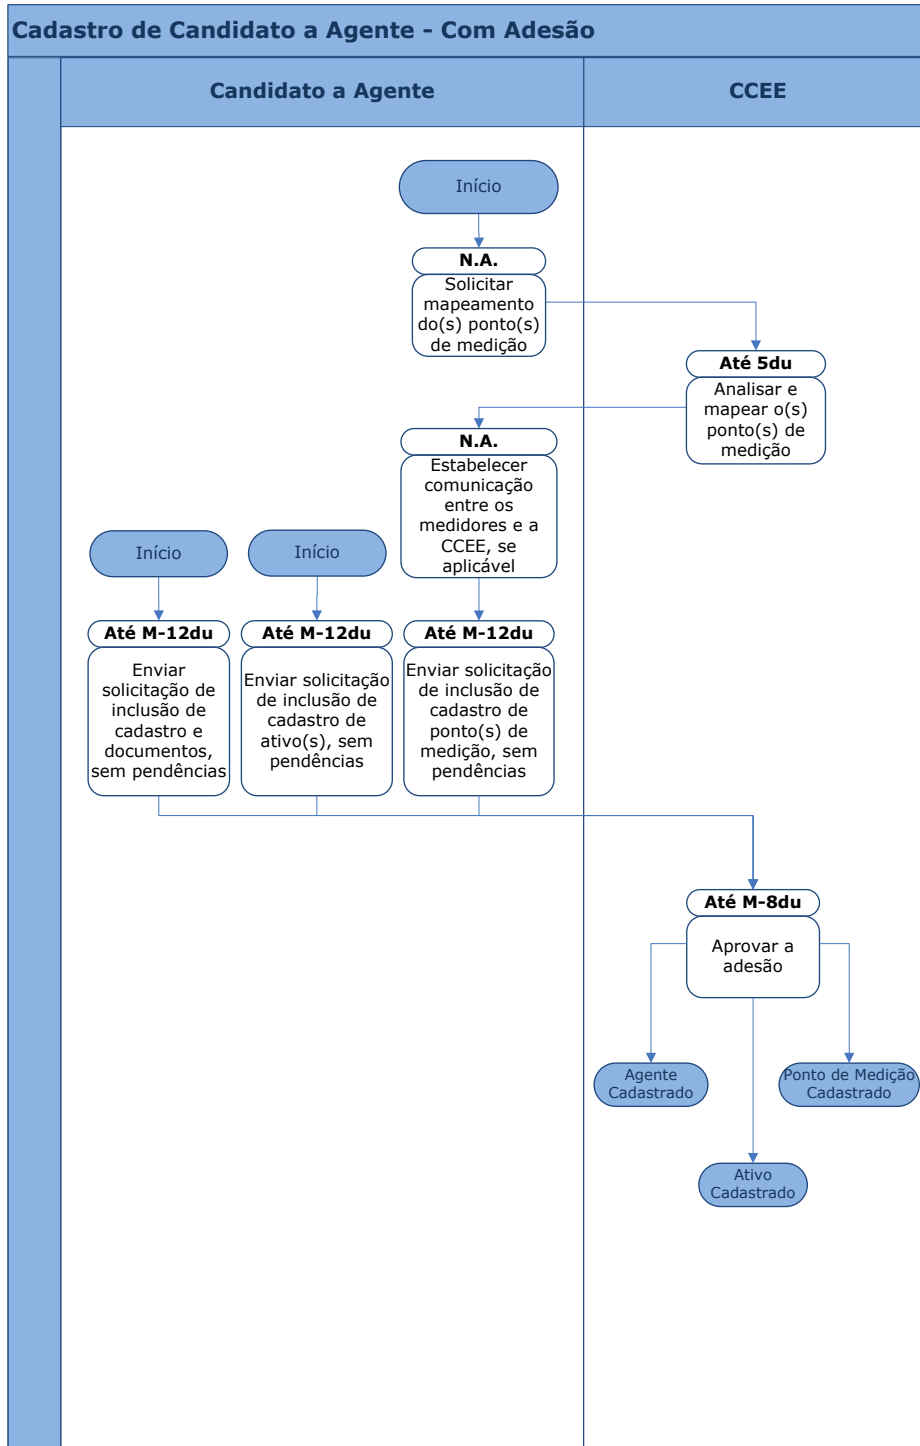 Cadastro de Candidato a Agente - Com Adesão
Candidato a Agente
CCEE
Início
N.A.
Solicitar
mapeamento
do(s) ponto(s)
de medição
Até 5du
Analisar e
mapear o(s)
ponto(s) de
medição
N.A.
Estabelecer
comunicação
entre os
medidores e a
CCEE, se
aplicável
Início
Início
Até M-12du
Enviar
solicitação de
inclusão de
cadastro e
documentos,
sem pendências
Até M-12du
Enviar solicitação
de inclusão de
cadastro de
ativo(s), sem
pendências
Até M-12du
Enviar solicitação
de inclusão de
cadastro de
ponto(s) de
medição, sem
pendências
Até M-8du
Aprovar a
adesão
Agente
Cadastrado
Ponto de Medição
Cadastrado
Ativo
Cadastrado